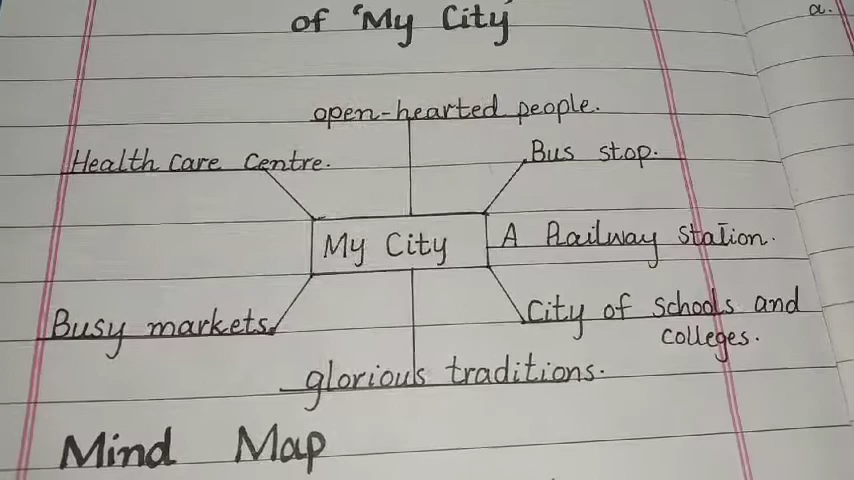 of 'My City'
a.
open-hearted people.
Health care Centre.
Bus stop.
My City
A Railway station.
Busy markets.
City of schools and
colleges.
glorious traditions.
Mind Map